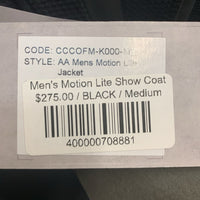 CODE: CCCOFM-K000-
STYLE: AA Mens Motion Lite
Jacket
Men's Motion Lite Show Coat
$275.00 / BLACK / Medium
400000708881